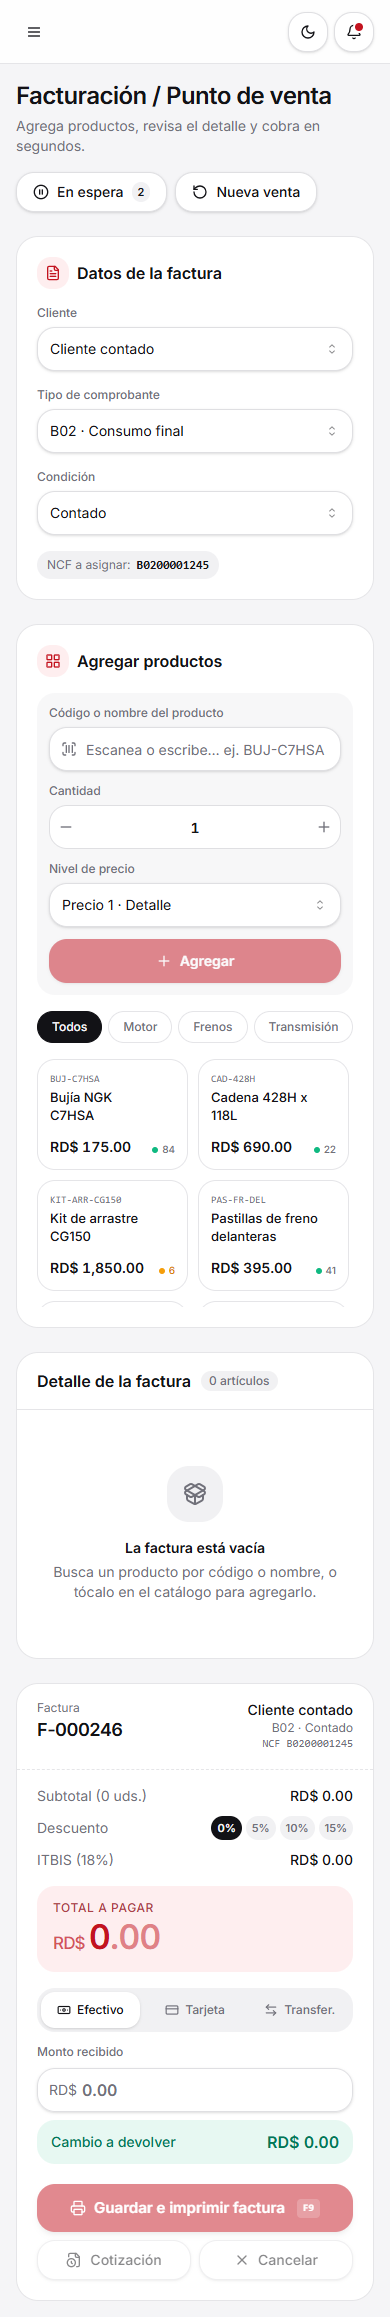 Facturación / Punto de venta
Agrega productos, revisa el detalle y cobra en
segundos.
En espera 2
Nueva venta
Datos de la factura
Cliente
Cliente contado
Tipo de comprobante
B02 · Consumo final
Condición
Contado
NCF a asignar: B0200001245
Agregar productos
Código o nombre del producto
Escanea o escribe... ej. BUJ-C7HSA
Cantidad
1
Nivel de precio
Precio 1 · Detalle
Agregar
Todos Motor Frenos Transmisión
BUJ-C7HSA
Bujía NGK
C7HSA
RD$ 175.00 84
CAD-428H
Cadena 428H x
118L
RD$ 690.00 22
KIT-ARR-CG150
Kit de arrastre
CG150
RD$ 1,850.00 6
PAS-FR-DEL
Pastillas de freno
delanteras
RD$ 395.00 41
Detalle de la factura 0 artículos
La factura está vacía
Busca un producto por código o nombre, o
tócalo en el catálogo para agregarlo.
Factura
F-000246
Cliente contado
B02 · Contado
NCF B0200001245
Subtotal (0 uds.) RD$ 0.00
Descuento 0% 5% 10% 15%
ITBIS (18%) RD$ 0.00
TOTAL A PAGAR
RD$ 0.00
Efectivo Tarjeta Transfer.
Monto recibido
RD$ 0.00
Cambio a devolver RD$ 0.00
Guardar e imprimir factura F9
Cotización Cancelar